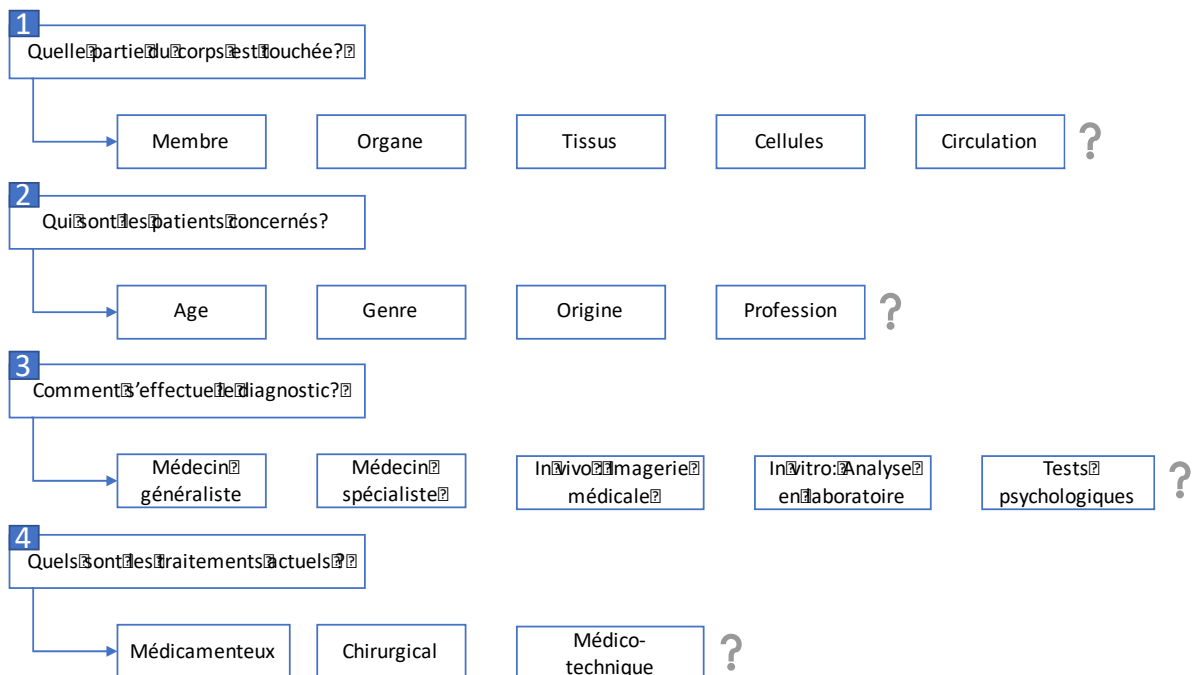 1
Quelle partie du corps est touchée?
Membre
Organe
Tissus
Cellules
Circulation
?
2
Qui sont les patients concernés?
Age
Genre
Origine
Profession
?
3
Comment s’effectue le diagnostic?
Médecin
généraliste
Médecin
spécialiste
In vivo: Imagerie
médicale
In vitro: Analyse
en laboratoire
Tests
psychologiques
?
4
Quels sont les traitements actuels ?
Médicamenteux
Chirurgical
Médico-
technique
?